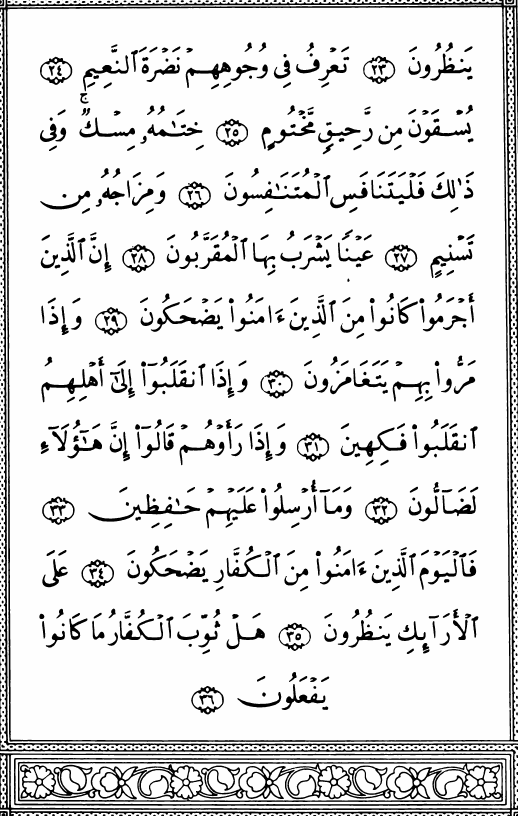 يَنظُرُونَ ٢٣ تَعۡرِفُ فِي وُجُوهِهِمۡ نَضۡرَةَ ٱلنَّعِيمِ ٢٤
يُسۡقَوۡنَ مِن رَّحِيقٖ مَّخۡتُومٍ ٢٥ خِتَٰمُهُۥ مِسۡكٞۚ وَفِي
ذَٰلِكَ فَلۡيَتَنَافَسِ ٱلۡمُتَنَٰفِسُونَ ٢٦ وَمِزَاجُهُۥ مِن
تَسۡنِيمٍ ٢٧ عَيۡنٗا يَشۡرَبُ بِهَا ٱلۡمُقَرَّبُونَ ٢٨ إِنَّ ٱلَّذِينَ
أَجۡرَمُواْ كَانُواْ مِنَ ٱلَّذِينَ ءَامَنُواْ يَضۡحَكُونَ ٢٩ وَإِذَا
مَرُّواْ بِهِمۡ يَتَغَامَزُونَ ٣٠ وَإِذَا ٱنقَلَبُوٓاْ إِلَىٰٓ أَهۡلِهِمُ
ٱنقَلَبُواْ فَكِهِينَ ٣١ وَإِذَا رَأَوۡهُمۡ قَالُوٓاْ إِنَّ هَٰٓؤُلَآءِ
لَضَآلُّونَ ٣٢ وَمَآ أُرۡسِلُواْ عَلَيۡهِمۡ حَٰفِظِينَ ٣٣
فَٱلۡيَوۡمَ ٱلَّذِينَ ءَامَنُواْ مِنَ ٱلۡكُفَّارِ يَضۡحَكُونَ ٣٤ عَلَى
ٱلۡأَرَآئِكِ يَنظُرُونَ ٣٥ هَلۡ ثُوِّبَ ٱلۡكُفَّارُ مَا كَانُواْ
يَفۡعَلُونَ ٣٦